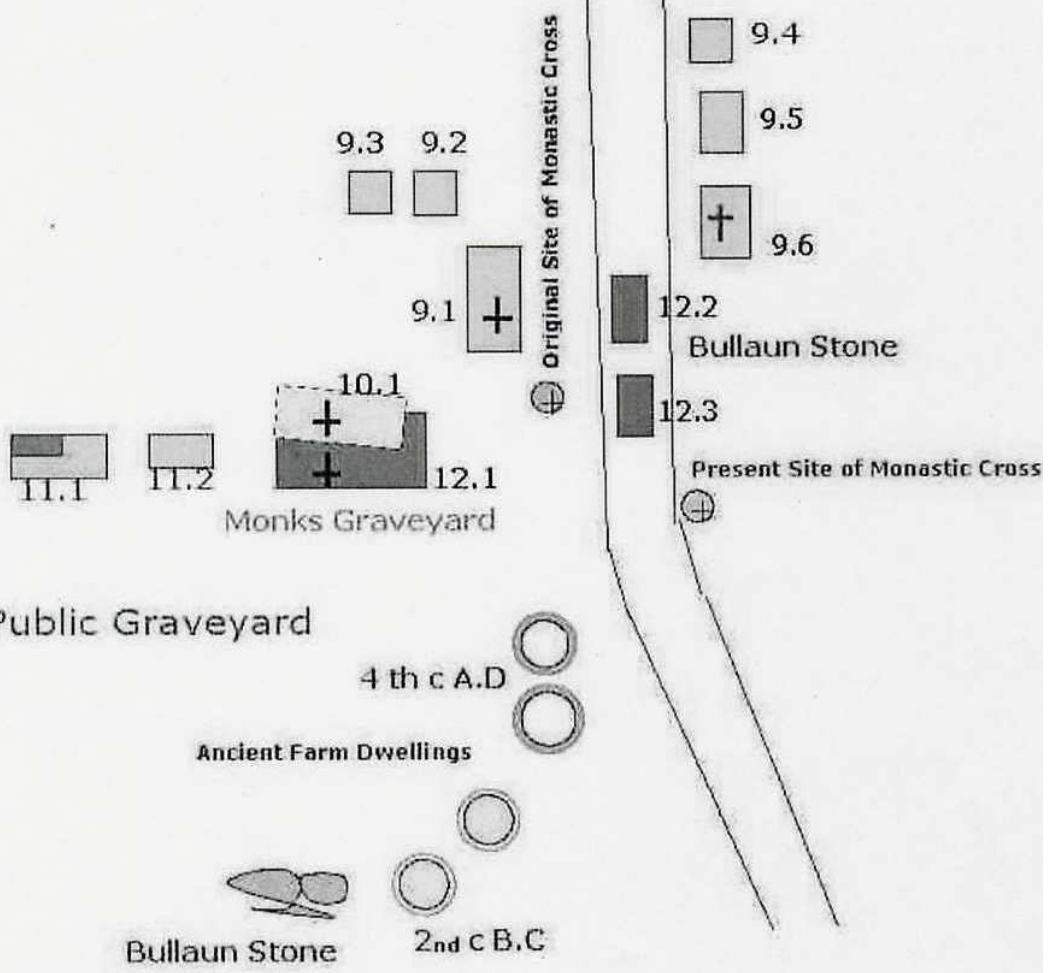 Original Site of Monastic Cross
9.4
9.5
9.3
9.2
9.6
9.1
12.2
Bullaun Stone
10.1
12.3
11.1
11.2
12.1
Present Site of Monastic Cross
Monks Graveyard
Public Graveyard
4 th c A.D
Ancient Farm Dwellings
2nd c B.C
Bullaun Stone